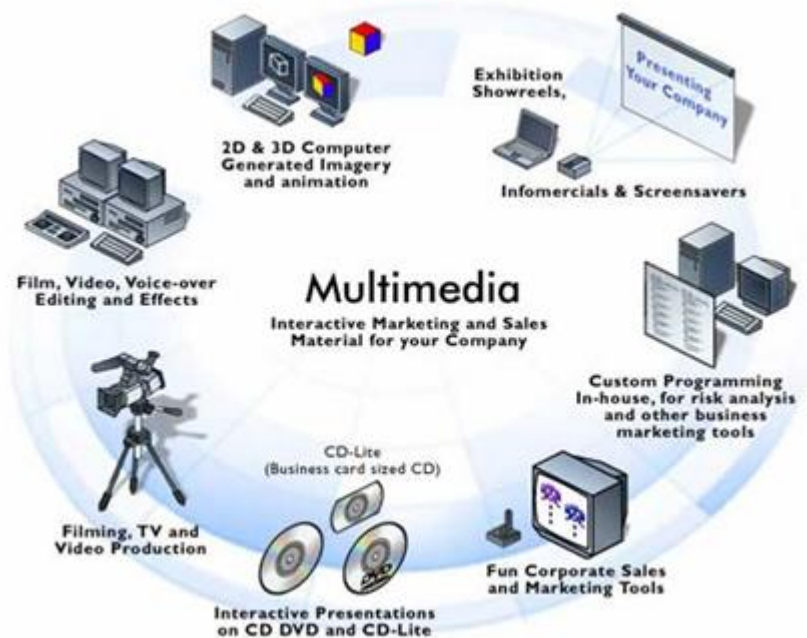 2D & 3D Computer
Generated Imagery
and animation
Exhibition
Showreels,
Presenting
Your Company
Infomercials & Screensavers
Film, Video, Voice-over
Editing and Effects
Multimedia
Interactive Marketing and Sales
Material for your Company
Custom Programming
In-house, for risk analysis
and other business
marketing tools
Filming, TV and
Video Production
CD-Lite
(Business card sized CD)
DVD
Interactive Presentations
on CD DVD and CD-Lite
Fun Corporate Sales
and Marketing Tools